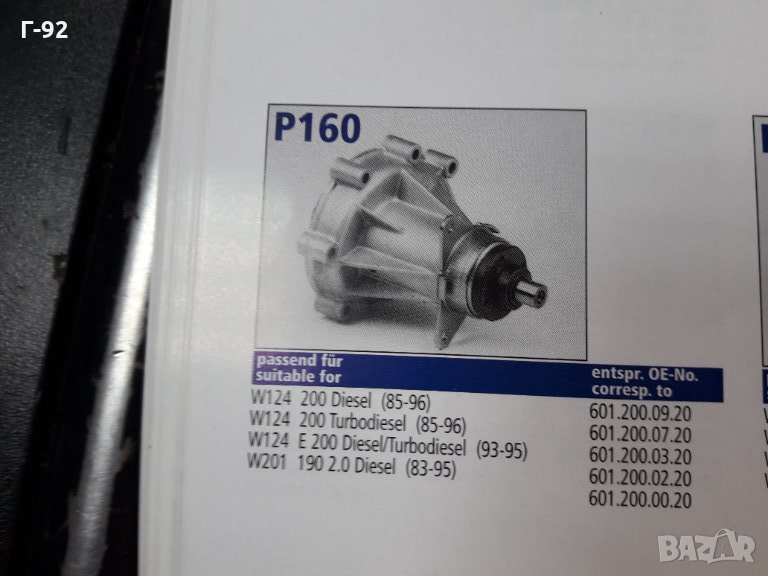 Г-92
P160
passend für
suitable for
entspr. OE-No.
corresp. to
W124 200 Diesel (85-96)
W124 200 Turbodiesel (85-96)
W124 E 200 Diesel/Turbodiesel (93-95)
W201 190 2.0 Diesel (83-95)
601.200.09.20
601.200.07.20
601.200.03.20
601.200.02.20
601.200.00.20
BAZAR